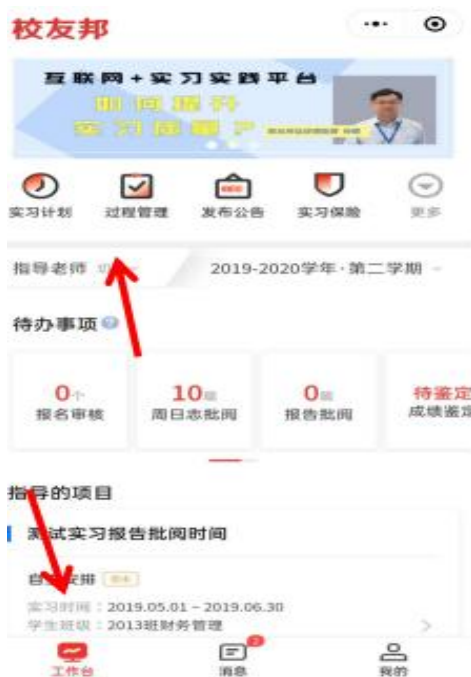 校友邦
互联网+实习实践平台
如何提升
实习质量？
实习计划 过程管理 发布公告 实习保险 更多
指导老师 2019-2020学年·第二学期
待办事项
0个 10篇 0篇 待鉴定
报名审核 周日志批阅 报告批阅 成绩鉴定
指导的项目
测试实习报告批阅时间
自 安排
实习时间：2019.05.01 – 2019.06.30
学生班级：2013班财务管理
工作台 消息 我的